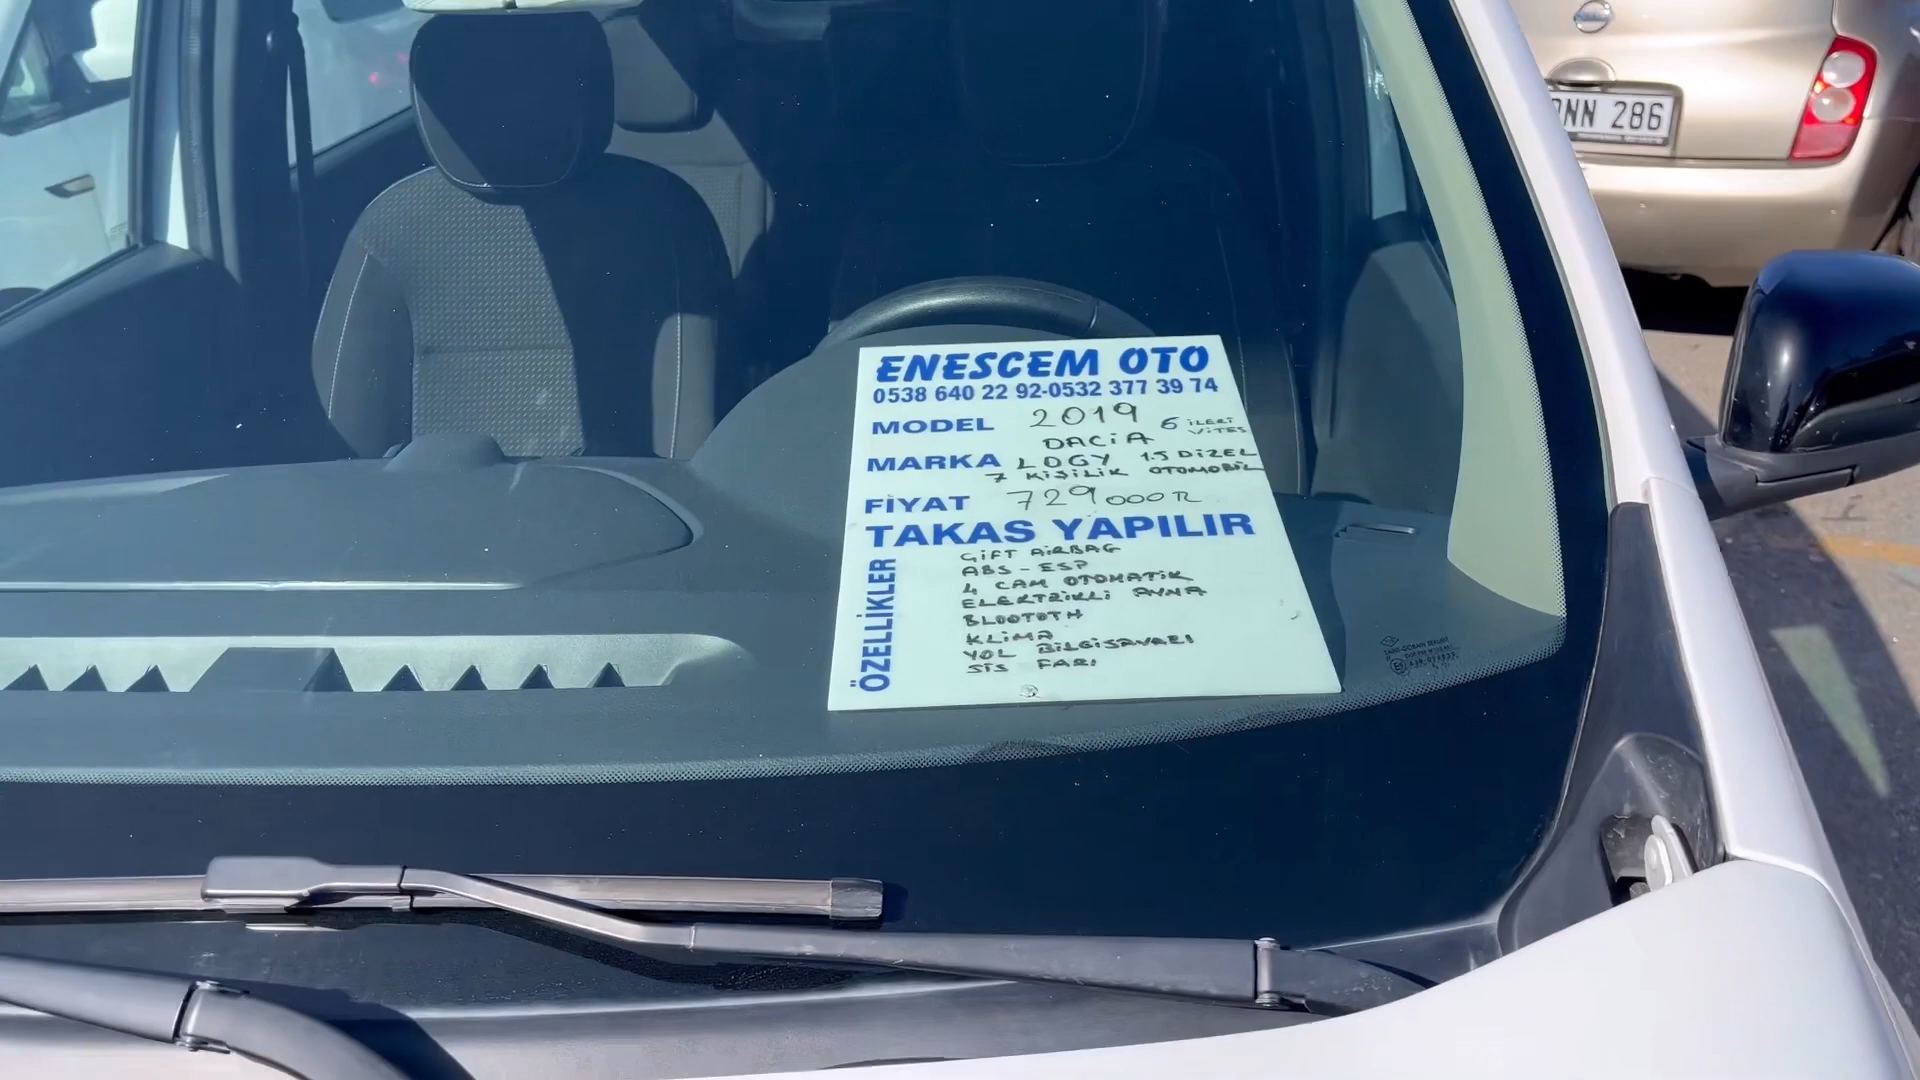 ENESCEM OTO
0538 640 22 92-0532 377 39 74
MODEL 2019 6 İLERİ VİTES
DACİA
MARKA LOGY 1.5 DİZEL
7 KİŞİLİK OTOMOBİL
FİYAT 729000 TL
TAKAS YAPILIR
ÖZELLİKLER
ÇİFT AİRBAG
ABS - ESP
4 CAM OTOMATİK
ELEKTRİKLİ AYNA
BLOOTOTH
KLİMA
YOL BİLGİSAYARI
SİS FARI
NN 286